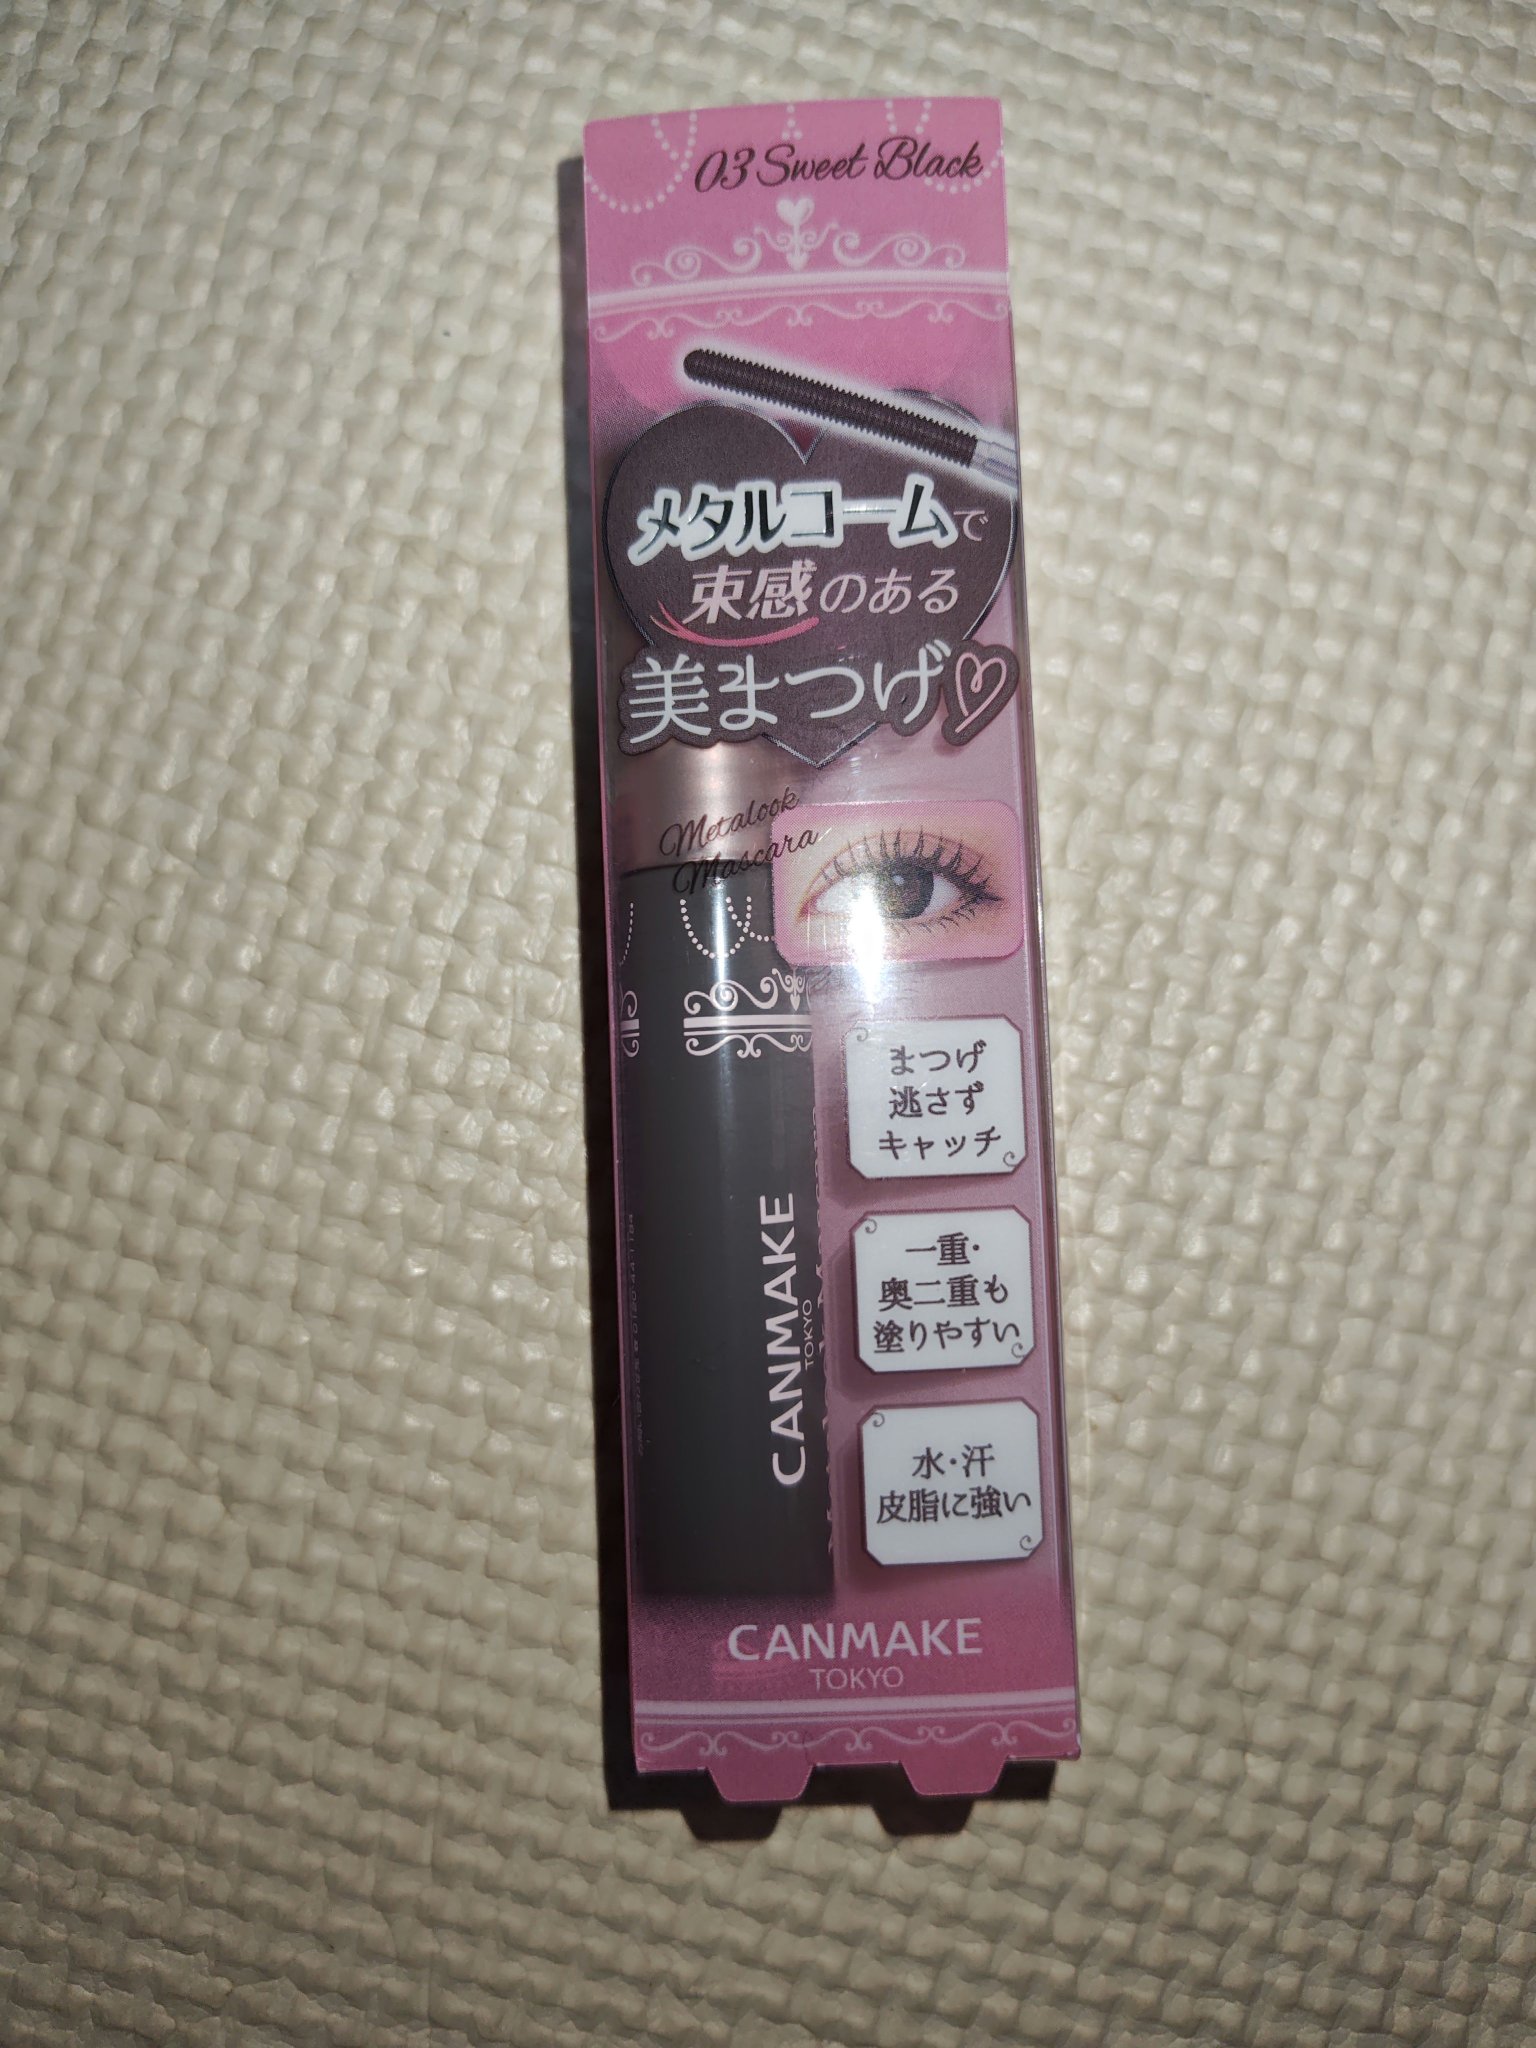 03 Sweet Black
メタルコームで
束感のある
美まつげ
Metalook
Mascara
まつげ
逃さず
キャッチ
一重・
奥二重も
塗りやすい
水・汗
皮脂に強い
CANMAKE
TOKYO
CANMAKE
TOKYO